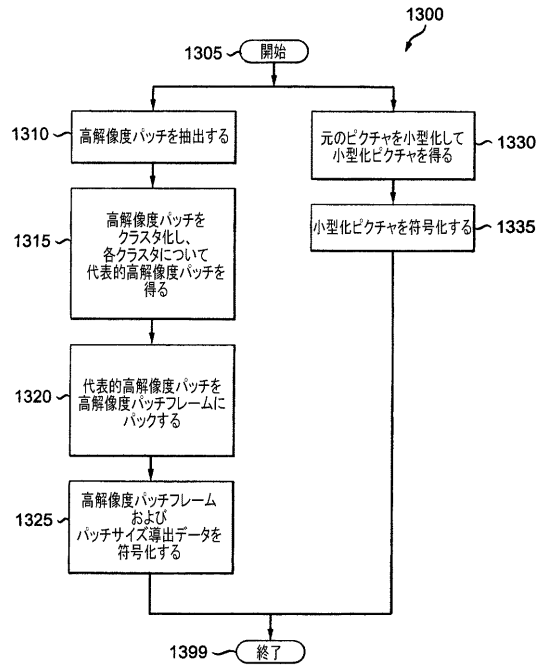 1300
1305
開始
1310
高解像度パッチを抽出する
1315
高解像度パッチを
クラスタ化し、
各クラスタについて
代表的高解像度パッチを
得る
1320
代表的高解像度パッチを
高解像度パッチフレームに
パックする
1325
高解像度パッチフレーム
および
パッチサイズ導出データを
符号化する
元のピクチャを小型化して
小型化ピクチャを得る
1330
小型化ピクチャを符号化する
1335
1399
終了